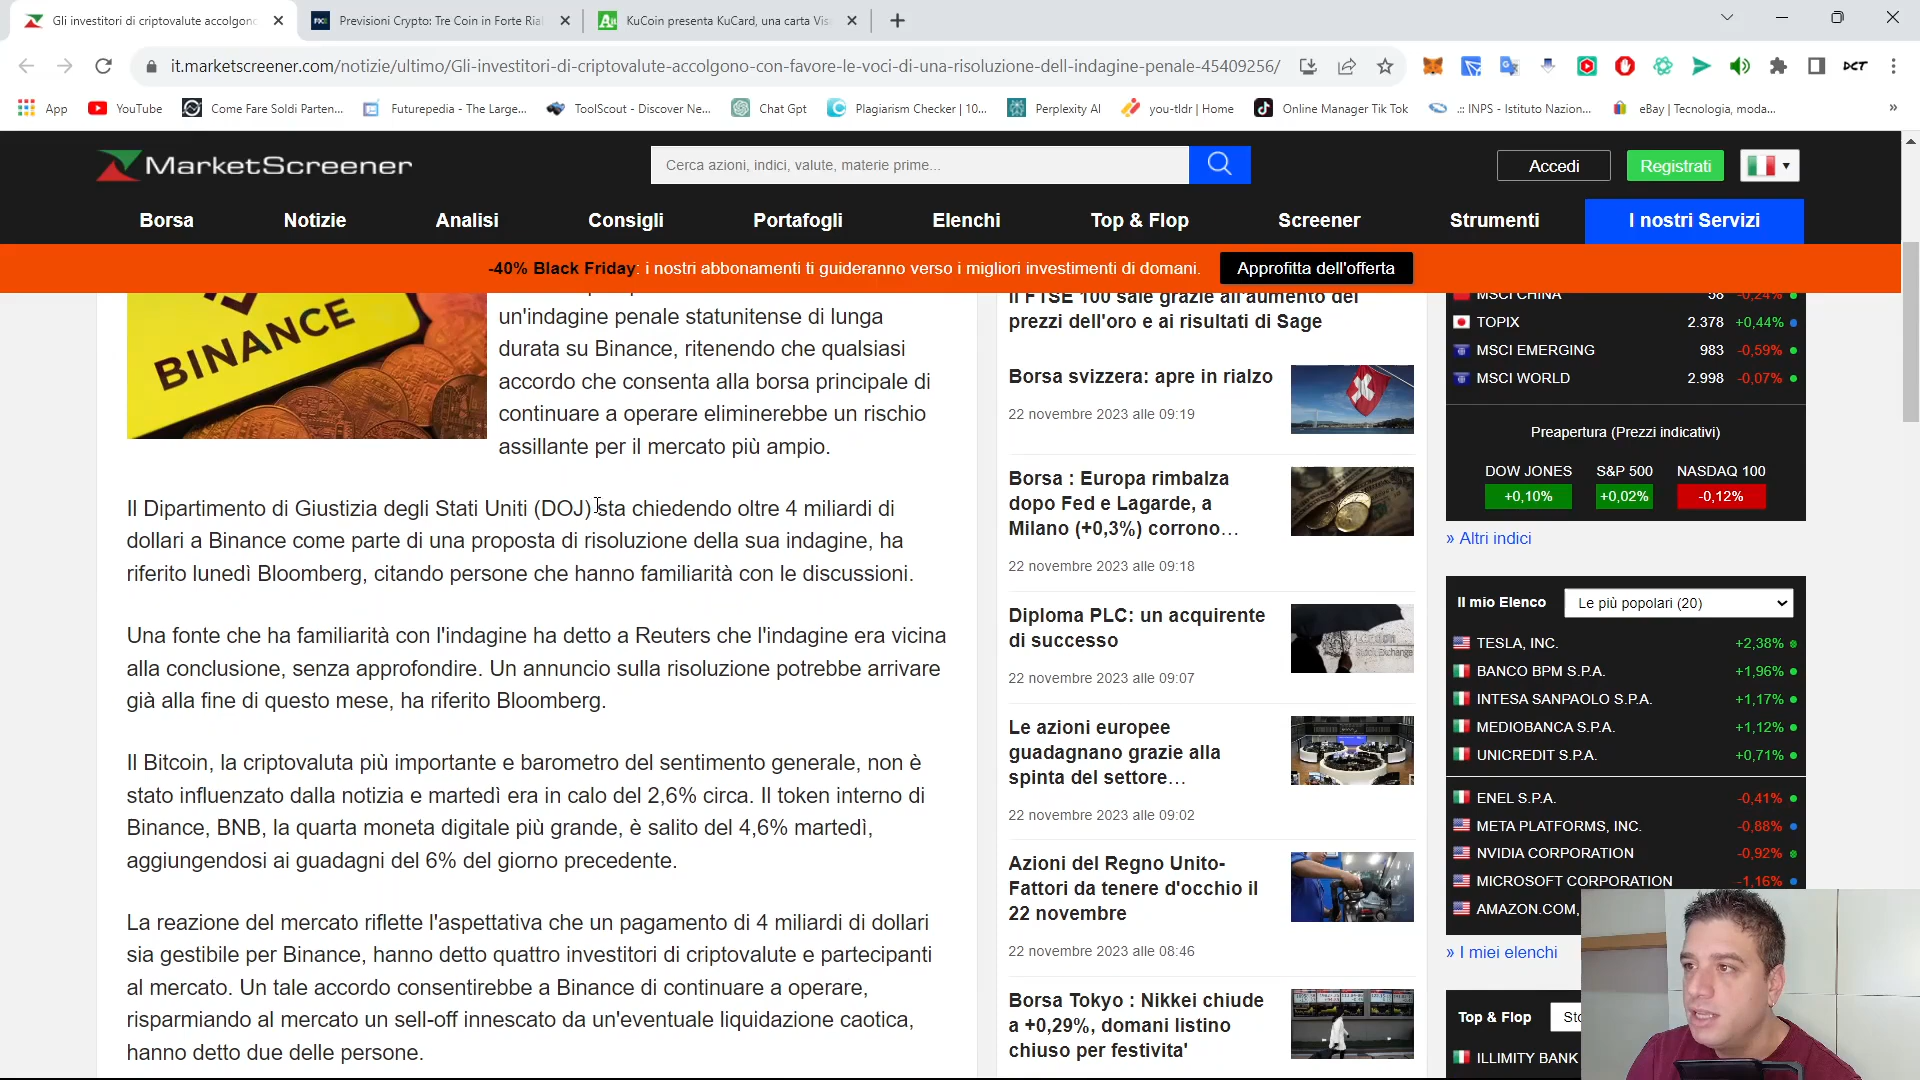 Gli investitori di criptovalute accolgono
Previsioni Crypto: Tre Coin in Forte Rial
KuCoin presenta KuCard, una carta Vis
it.marketscreener.com/notizie/ultimo/Gli-investitori-di-criptovalute-accolgono-con-favore-le-voci-di-una-risoluzione-dell-indagine-penale-45409256/
App
YouTube
Come Fare Soldi Parten...
Futurepedia - The Large...
ToolScout - Discover Ne...
Chat Gpt
Plagiarism Checker | 10...
Perplexity AI
you-tldr | Home
Online Manager Tik Tok
.:: INPS - Istituto Nazion...
eBay | Tecnologia, moda...
»
MarketScreener
Cerca azioni, indici, valute, materie prime...
Accedi
Registrati
Borsa
Notizie
Analisi
Consigli
Portafogli
Elenchi
Top & Flop
Screener
Strumenti
I nostri Servizi
-40% Black Friday: i nostri abbonamenti ti guideranno verso i migliori investimenti di domani.
Approfitta dell'offerta
BINANCE
un'indagine penale statunitense di lunga
durata su Binance, ritenendo che qualsiasi
accordo che consenta alla borsa principale di
continuare a operare eliminerebbe un rischio
assillante per il mercato più ampio.
Il Dipartimento di Giustizia degli Stati Uniti (DOJ) sta chiedendo oltre 4 miliardi di
dollari a Binance come parte di una proposta di risoluzione della sua indagine, ha
riferito lunedì Bloomberg, citando persone che hanno familiarità con le discussioni.
Una fonte che ha familiarità con l'indagine ha detto a Reuters che l'indagine era vicina
alla conclusione, senza approfondire. Un annuncio sulla risoluzione potrebbe arrivare
già alla fine di questo mese, ha riferito Bloomberg.
Il Bitcoin, la criptovaluta più importante e barometro del sentimento generale, non è
stato influenzato dalla notizia e martedì era in calo del 2,6% circa. Il token interno di
Binance, BNB, la quarta moneta digitale più grande, è salito del 4,6% martedì,
aggiungendosi ai guadagni del 6% del giorno precedente.
La reazione del mercato riflette l'aspettativa che un pagamento di 4 miliardi di dollari
sia gestibile per Binance, hanno detto quattro investitori di criptovalute e partecipanti
al mercato. Un tale accordo consentirebbe a Binance di continuare a operare,
risparmiando al mercato un sell-off innescato da un'eventuale liquidazione caotica,
hanno detto due delle persone.
Il FTSE 100 sale grazie all'aumento dei
prezzi dell'oro e ai risultati di Sage
Borsa svizzera: apre in rialzo
22 novembre 2023 alle 09:19
Borsa : Europa rimbalza
dopo Fed e Lagarde, a
Milano (+0,3%) corrono...
22 novembre 2023 alle 09:18
Diploma PLC: un acquirente
di successo
22 novembre 2023 alle 09:07
Le azioni europee
guadagnano grazie alla
spinta del settore...
22 novembre 2023 alle 09:02
Azioni del Regno Unito-
Fattori da tenere d'occhio il
22 novembre
22 novembre 2023 alle 08:46
Borsa Tokyo : Nikkei chiude
a +0,29%, domani listino
chiuso per festivita'
MSCI CHINA 58 -0,24%
TOPIX 2.378 +0,44%
MSCI EMERGING 983 -0,59%
MSCI WORLD 2.998 -0,07%
Preapertura (Prezzi indicativi)
DOW JONES S&P 500 NASDAQ 100
+0,10% +0,02% -0,12%
» Altri indici
Il mio Elenco Le più popolari (20)
TESLA, INC. +2,38%
BANCO BPM S.P.A. +1,96%
INTESA SANPAOLO S.P.A. +1,17%
MEDIOBANCA S.P.A. +1,12%
UNICREDIT S.P.A. +0,71%
ENEL S.P.A. -0,41%
META PLATFORMS, INC. -0,88%
NVIDIA CORPORATION -0,92%
MICROSOFT CORPORATION -1,16%
AMAZON.COM,
» I miei elenchi
Top & Flop
ILLIMITY BANK